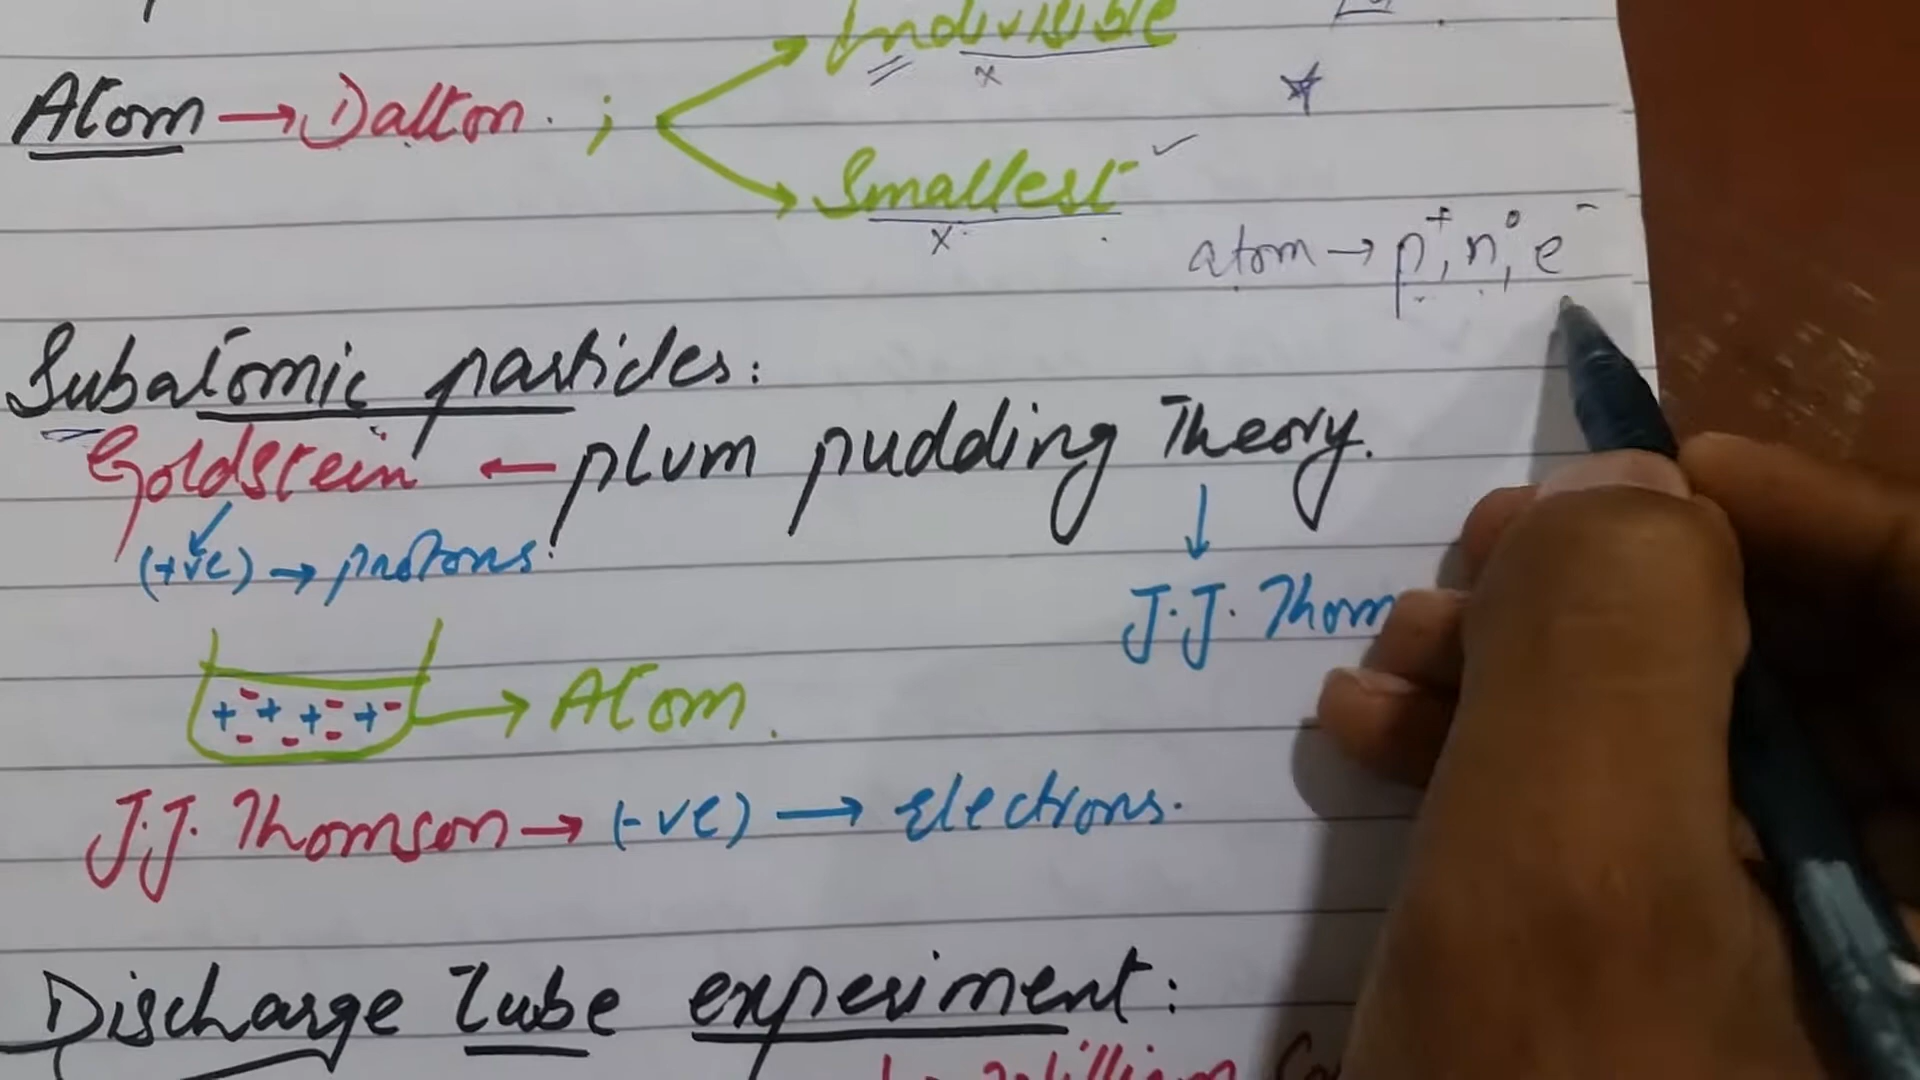 Indivisible
Atom → Dalton. ;
Smallest ✓
x
x
atom → p⁺, n⁰, e⁻
Subatomic particles:
Goldstein ← plum pudding Theory.
(+ve) → protons.
J.J. Thom
+ - + + - + -
- - -
→ Atom.
J.J. Thomson → (-ve) → Electrons.
Discharge Tube experiment:
William